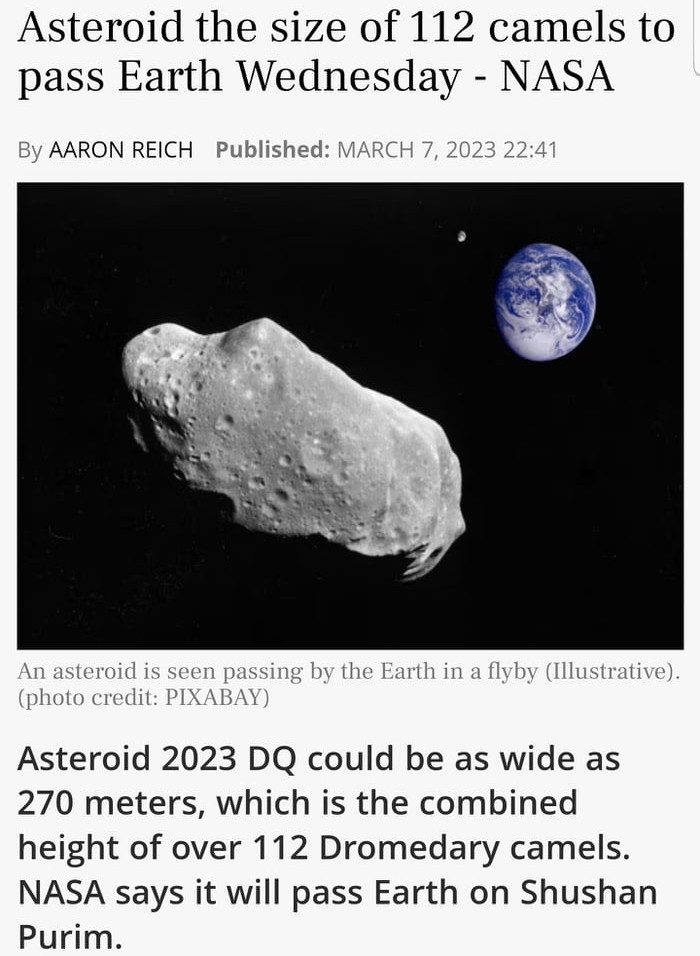 Asteroid the size of 112 camels to
pass Earth Wednesday - NASA
By AARON REICH Published: MARCH 7, 2023 22:41
An asteroid is seen passing by the Earth in a flyby (Illustrative).
(photo credit: PIXABAY)
Asteroid 2023 DQ could be as wide as
270 meters, which is the combined
height of over 112 Dromedary camels.
NASA says it will pass Earth on Shushan
Purim.